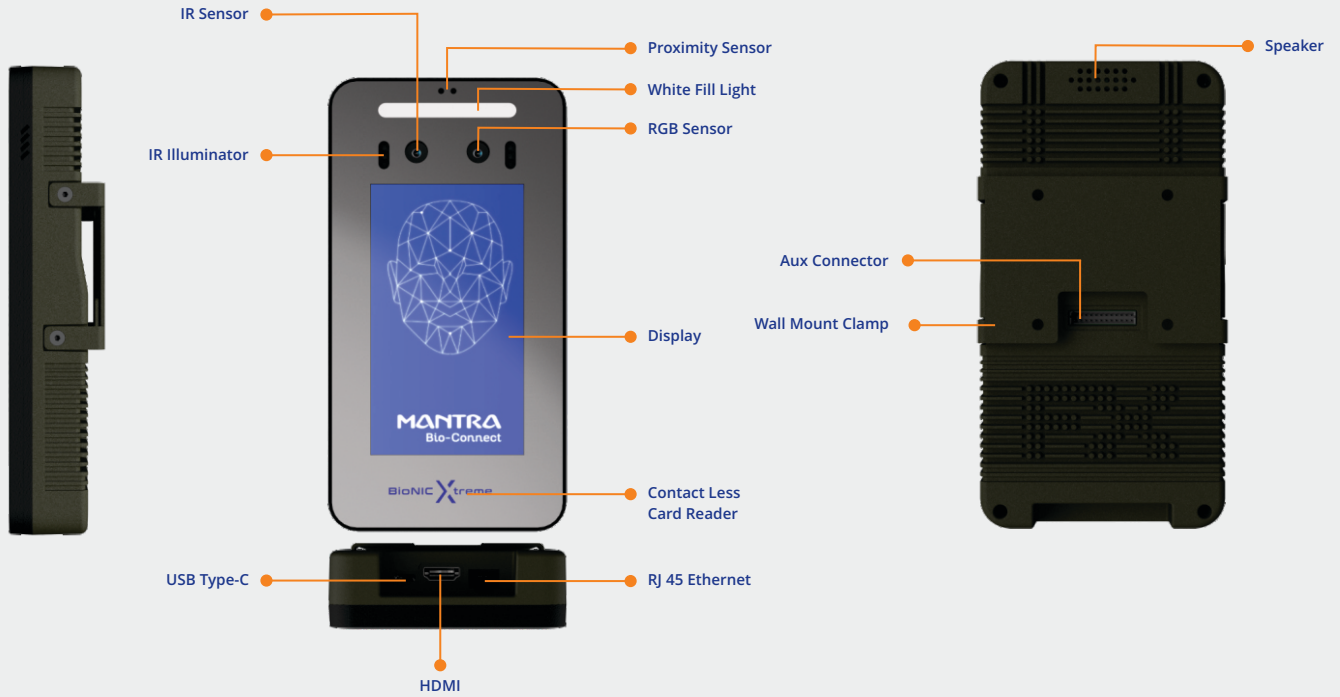 IR Sensor
Proximity Sensor
Speaker
White Fill Light
RGB Sensor
IR Illuminator
Aux Connector
Wall Mount Clamp
Display
MANTRA
Bio-Connect
BioNIC Xtreme
Contact Less
Card Reader
USB Type-C
RJ 45 Ethernet
HDMI